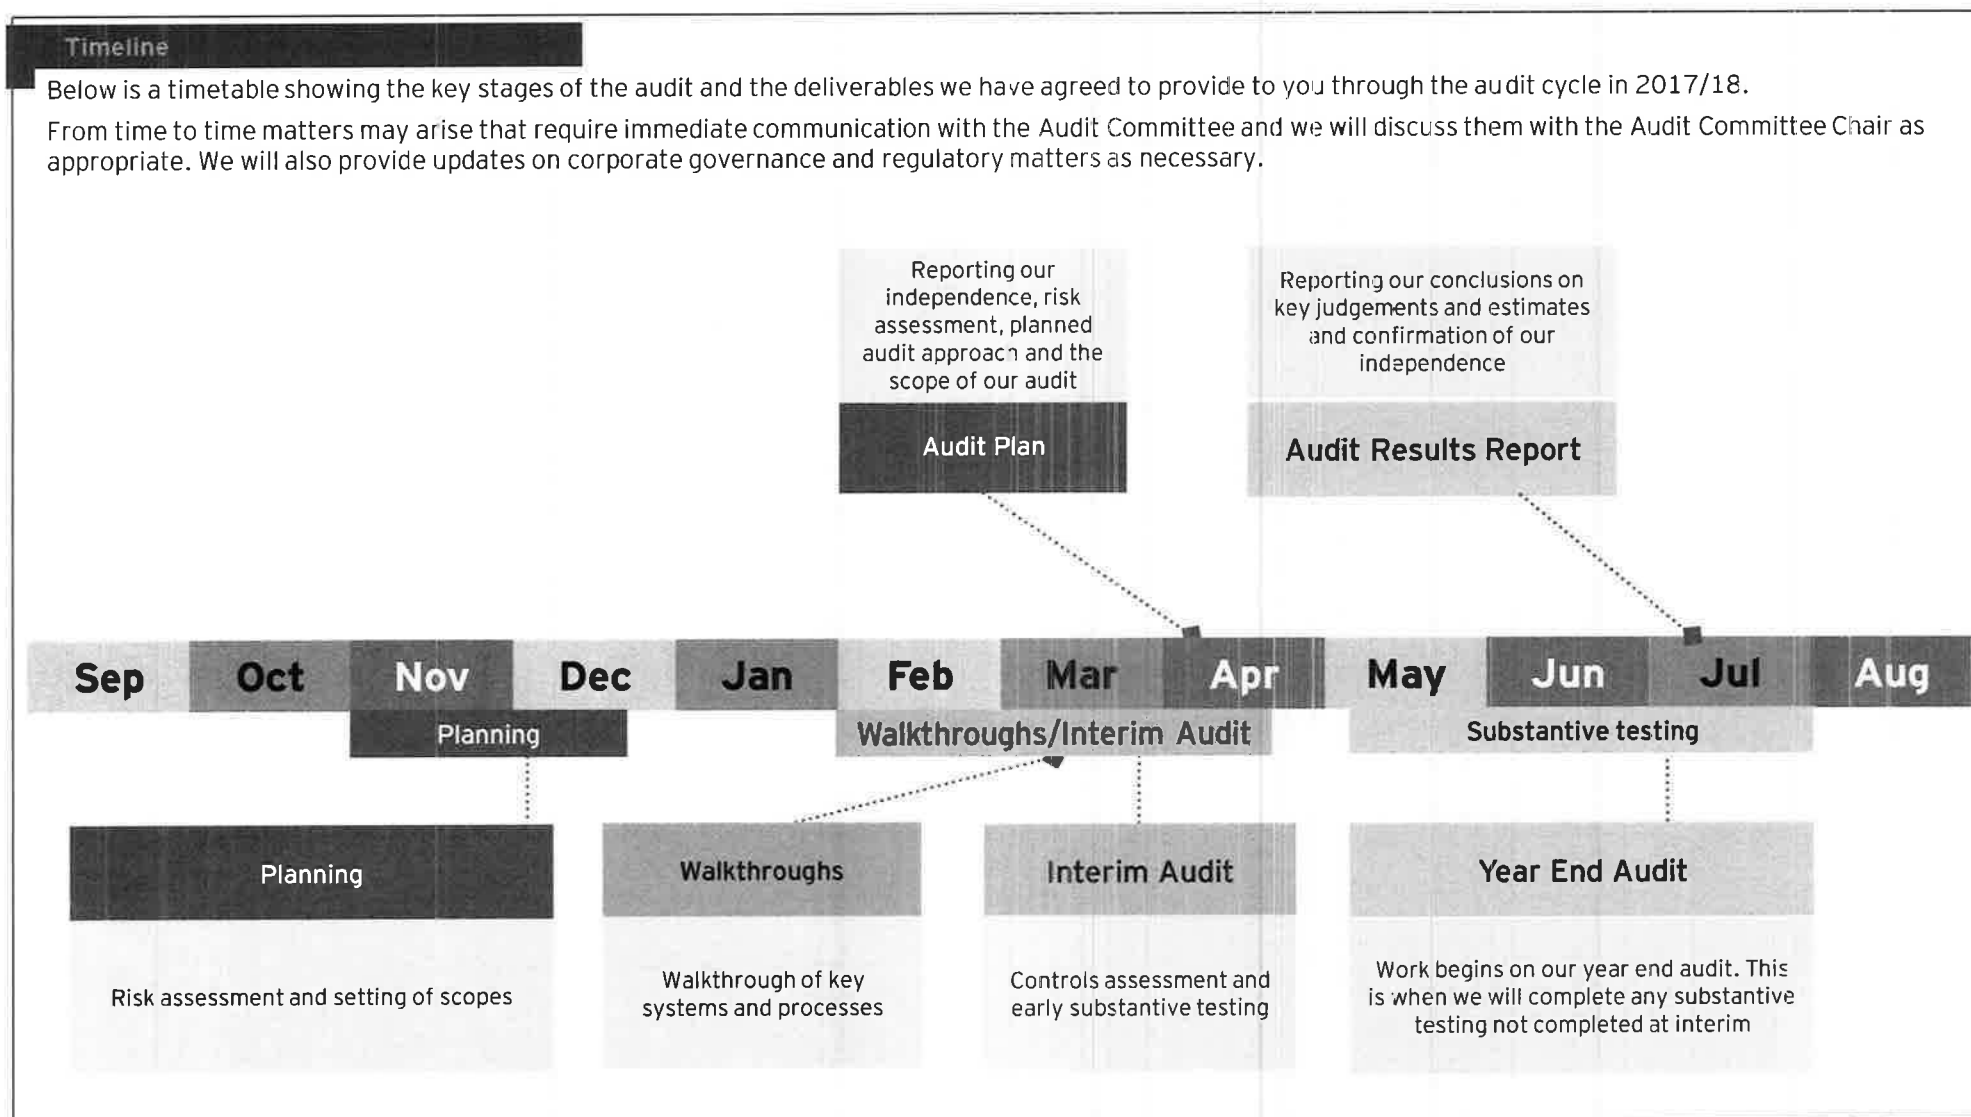 Timeline
Below is a timetable showing the key stages of the audit and the deliverables we have agreed to provide to you through the audit cycle in 2017/18.
From time to time matters may arise that require immediate communication with the Audit Committee and we will discuss them with the Audit Committee Chair as
appropriate. We will also provide updates on corporate governance and regulatory matters as necessary.
Reporting our
independence, risk
assessment, planned
audit approach and the
scope of our audit
Audit Plan
Reporting our conclusions on
key judgements and estimates
and confirmation of our
independence
Audit Results Report
Sep Oct Nov Dec Jan Feb Mar Apr May Jun Jul Aug
Planning Walkthroughs/Interim Audit Substantive testing
Planning
Risk assessment and setting of scopes
Walkthroughs
Walkthrough of key
systems and processes
Interim Audit
Controls assessment and
early substantive testing
Year End Audit
Work begins on our year end audit. This
is when we will complete any substantive
testing not completed at interim